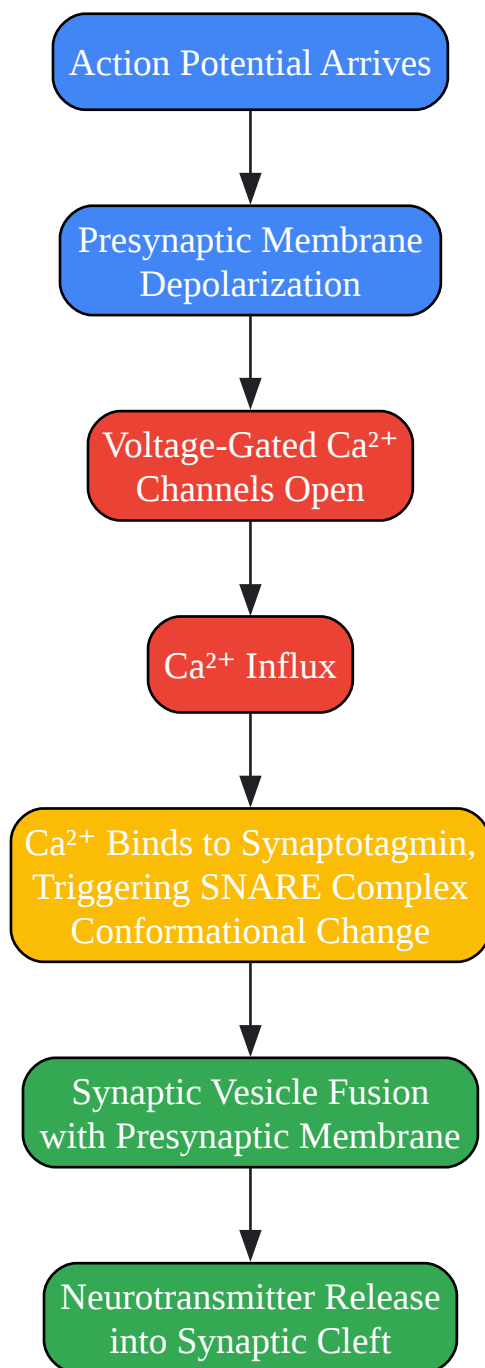 Action Potential Arrives
Presynaptic Membrane
Depolarization
Voltage-Gated Ca²⁺
Channels Open
Ca²⁺ Influx
Ca²⁺ Binds to Synaptotagmin,
Triggering SNARE Complex
Conformational Change
Synaptic Vesicle Fusion
with Presynaptic Membrane
Neurotransmitter Release
into Synaptic Cleft